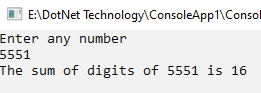 E:\DotNet Technology\ConsoleApp1\Consol
Enter any number
5551
The sum of digits of 5551 is 16